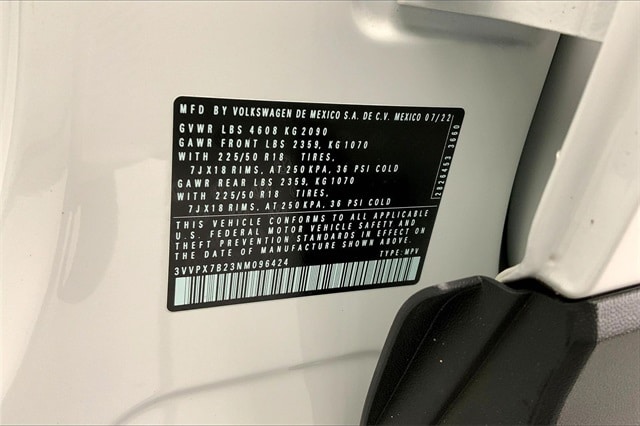 MFD BY VOLKSWAGEN DE MEXICO S.A. DE C.V. MEXICO 07/22
GVWR LBS 4608 KG 2090
GAWR FRONT LBS 2359, KG 1070
WITH 225/50 R18 TIRES,
7JX18 RIMS, AT 250 KPA, 36 PSI COLD
GAWR REAR LBS 2359, KG 1070
WITH 225/50 R18 TIRES,
7JX18 RIMS, AT 250 KPA, 36 PSI COLD
THIS VEHICLE CONFORMS TO ALL APPLICABLE
U.S. FEDERAL MOTOR VEHICLE SAFETY AND
THEFT PREVENTION STANDARDS IN EFFECT ON
THE DATE OF MANUFACTURE SHOWN ABOVE.
3VVPX7B23NM096424 TYPE: MPV
2826453 3660